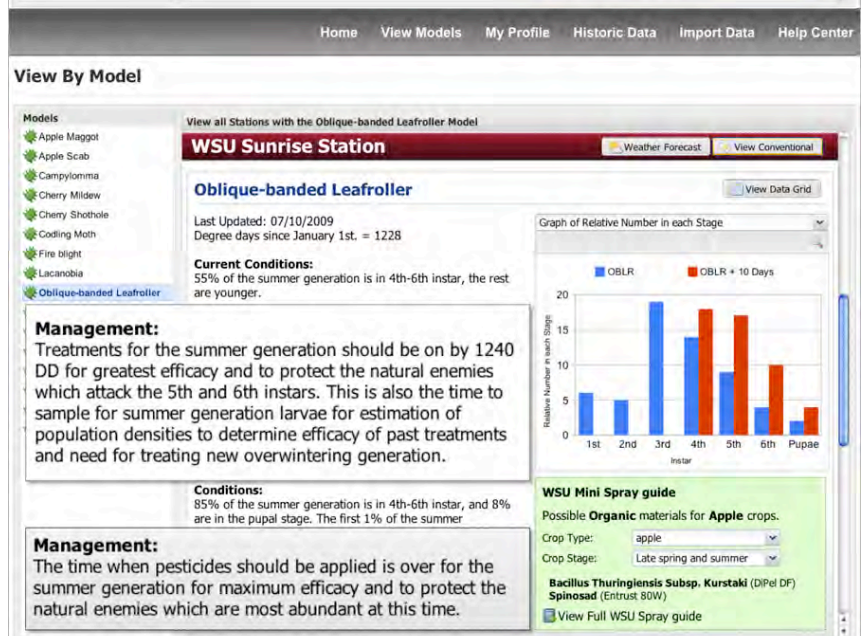 Home View Models My Profile Historic Data Import Data Help Center
View By Model
Models
Apple Maggot
Apple Scab
Campylomma
Cherry Mildew
Cherry Shothole
Codling Moth
Fire blight
Lacanobia
Oblique-banded Leafroller
View all Stations with the Oblique-banded Leafroller Model
WSU Sunrise Station
Weather Forecast
View Conventional
Oblique-banded Leafroller
View Data Grid
Last Updated: 07/10/2009
Degree days since January 1st. = 1228
Current Conditions:
55% of the summer generation is in 4th-6th instar, the rest
are younger.
Management:
Treatments for the summer generation should be on by 1240
DD for greatest efficacy and to protect the natural enemies
which attack the 5th and 6th instars. This is also the time to
sample for summer generation larvae for estimation of
population densities to determine efficacy of past treatments
and need for treating new overwintering generation.
Conditions:
85% of the summer generation is in 4th-6th instar, and 8%
are in the pupal stage. The first 1% of the summer
Management:
The time when pesticides should be applied is over for the
summer generation for maximum efficacy and to protect the
natural enemies which are most abundant at this time.
Graph of Relative Number in each Stage
OBLR OBLR + 10 Days
Relative Number in each Stage
20
15
10
5
0
1st 2nd 3rd 4th 5th 6th Pupae
Instar
WSU Mini Spray guide
Possible Organic materials for Apple crops.
Crop Type: apple
Crop Stage: Late spring and summer
Bacillus Thuringiensis Subsp. Kurstaki (DiPel DF)
Spinosad (Entrust 80W)
View Full WSU Spray guide